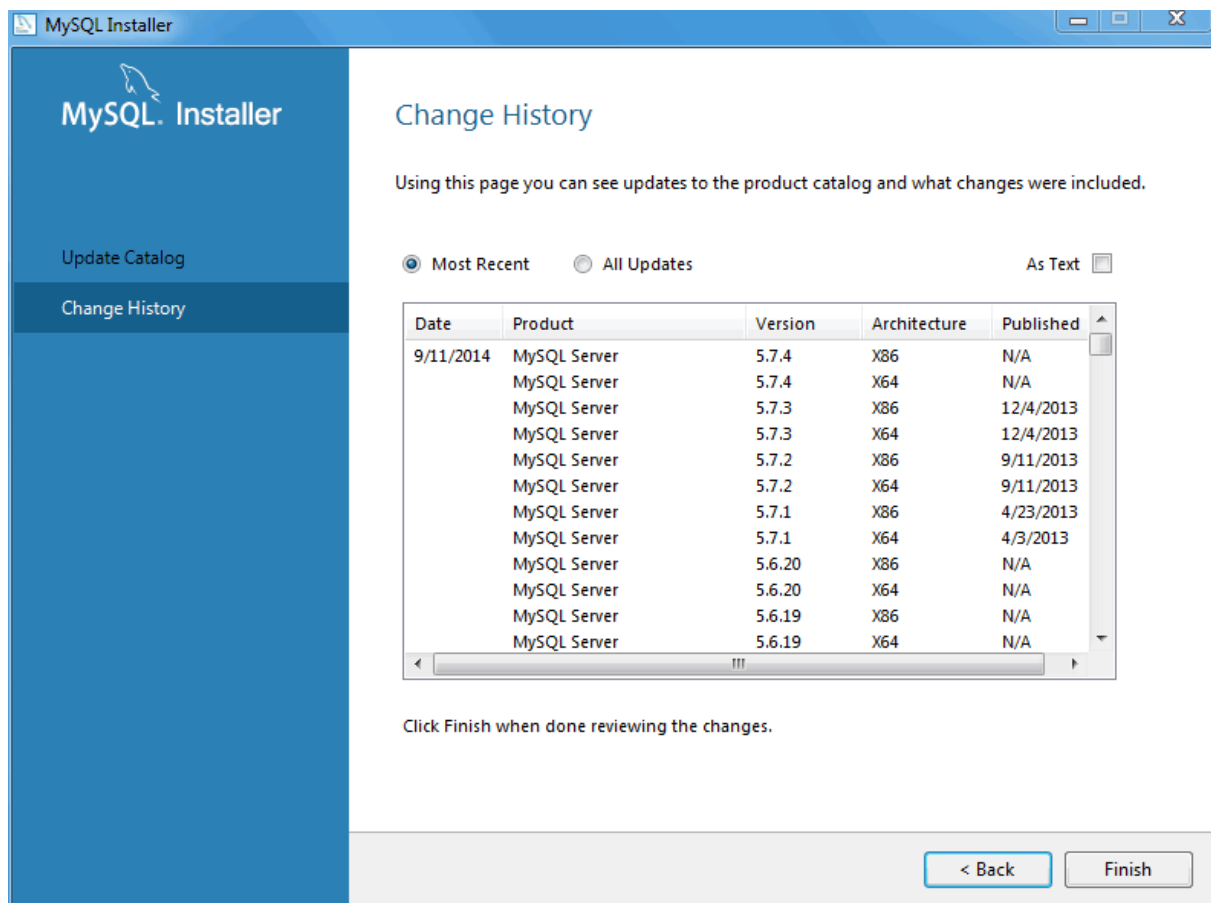 MySQL Installer
MySQL. Installer
Update Catalog
Change History
Change History
Using this page you can see updates to the product catalog and what changes were included.
Most Recent All Updates As Text
Date Product Version Architecture Published
9/11/2014 MySQL Server 5.7.4 X86 N/A
MySQL Server 5.7.4 X64 N/A
MySQL Server 5.7.3 X86 12/4/2013
MySQL Server 5.7.3 X64 12/4/2013
MySQL Server 5.7.2 X86 9/11/2013
MySQL Server 5.7.2 X64 9/11/2013
MySQL Server 5.7.1 X86 4/23/2013
MySQL Server 5.7.1 X64 4/3/2013
MySQL Server 5.6.20 X86 N/A
MySQL Server 5.6.20 X64 N/A
MySQL Server 5.6.19 X86 N/A
MySQL Server 5.6.19 X64 N/A
Click Finish when done reviewing the changes.
< Back Finish